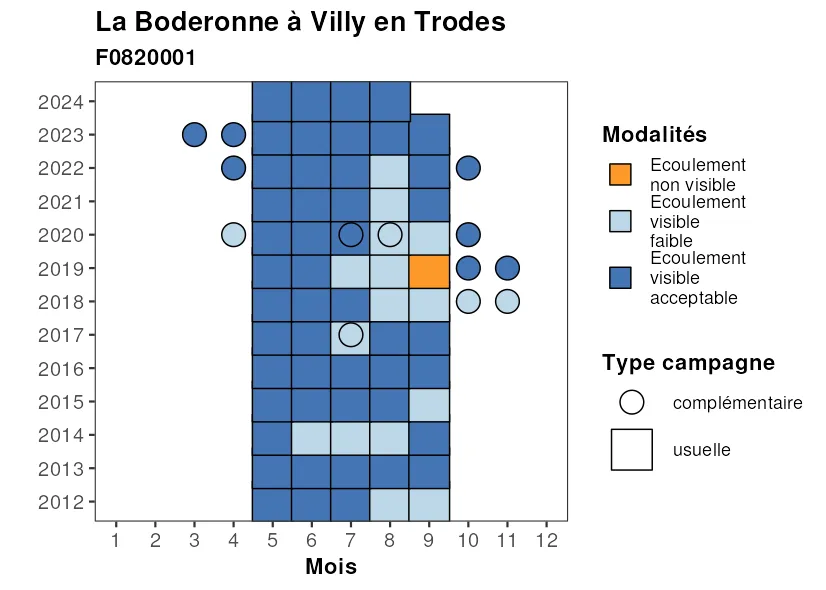 La Boderonne à Villy en Trodes
F0820001
2024
2023
2022
2021
2020
2019
2018
2017
2016
2015
2014
2013
2012
1 2 3 4 5 6 7 8 9 10 11 12
Mois
Modalités
Ecoulement
non visible
Ecoulement
visible
faible
Ecoulement
visible
acceptable
Type campagne
complémentaire
usuelle